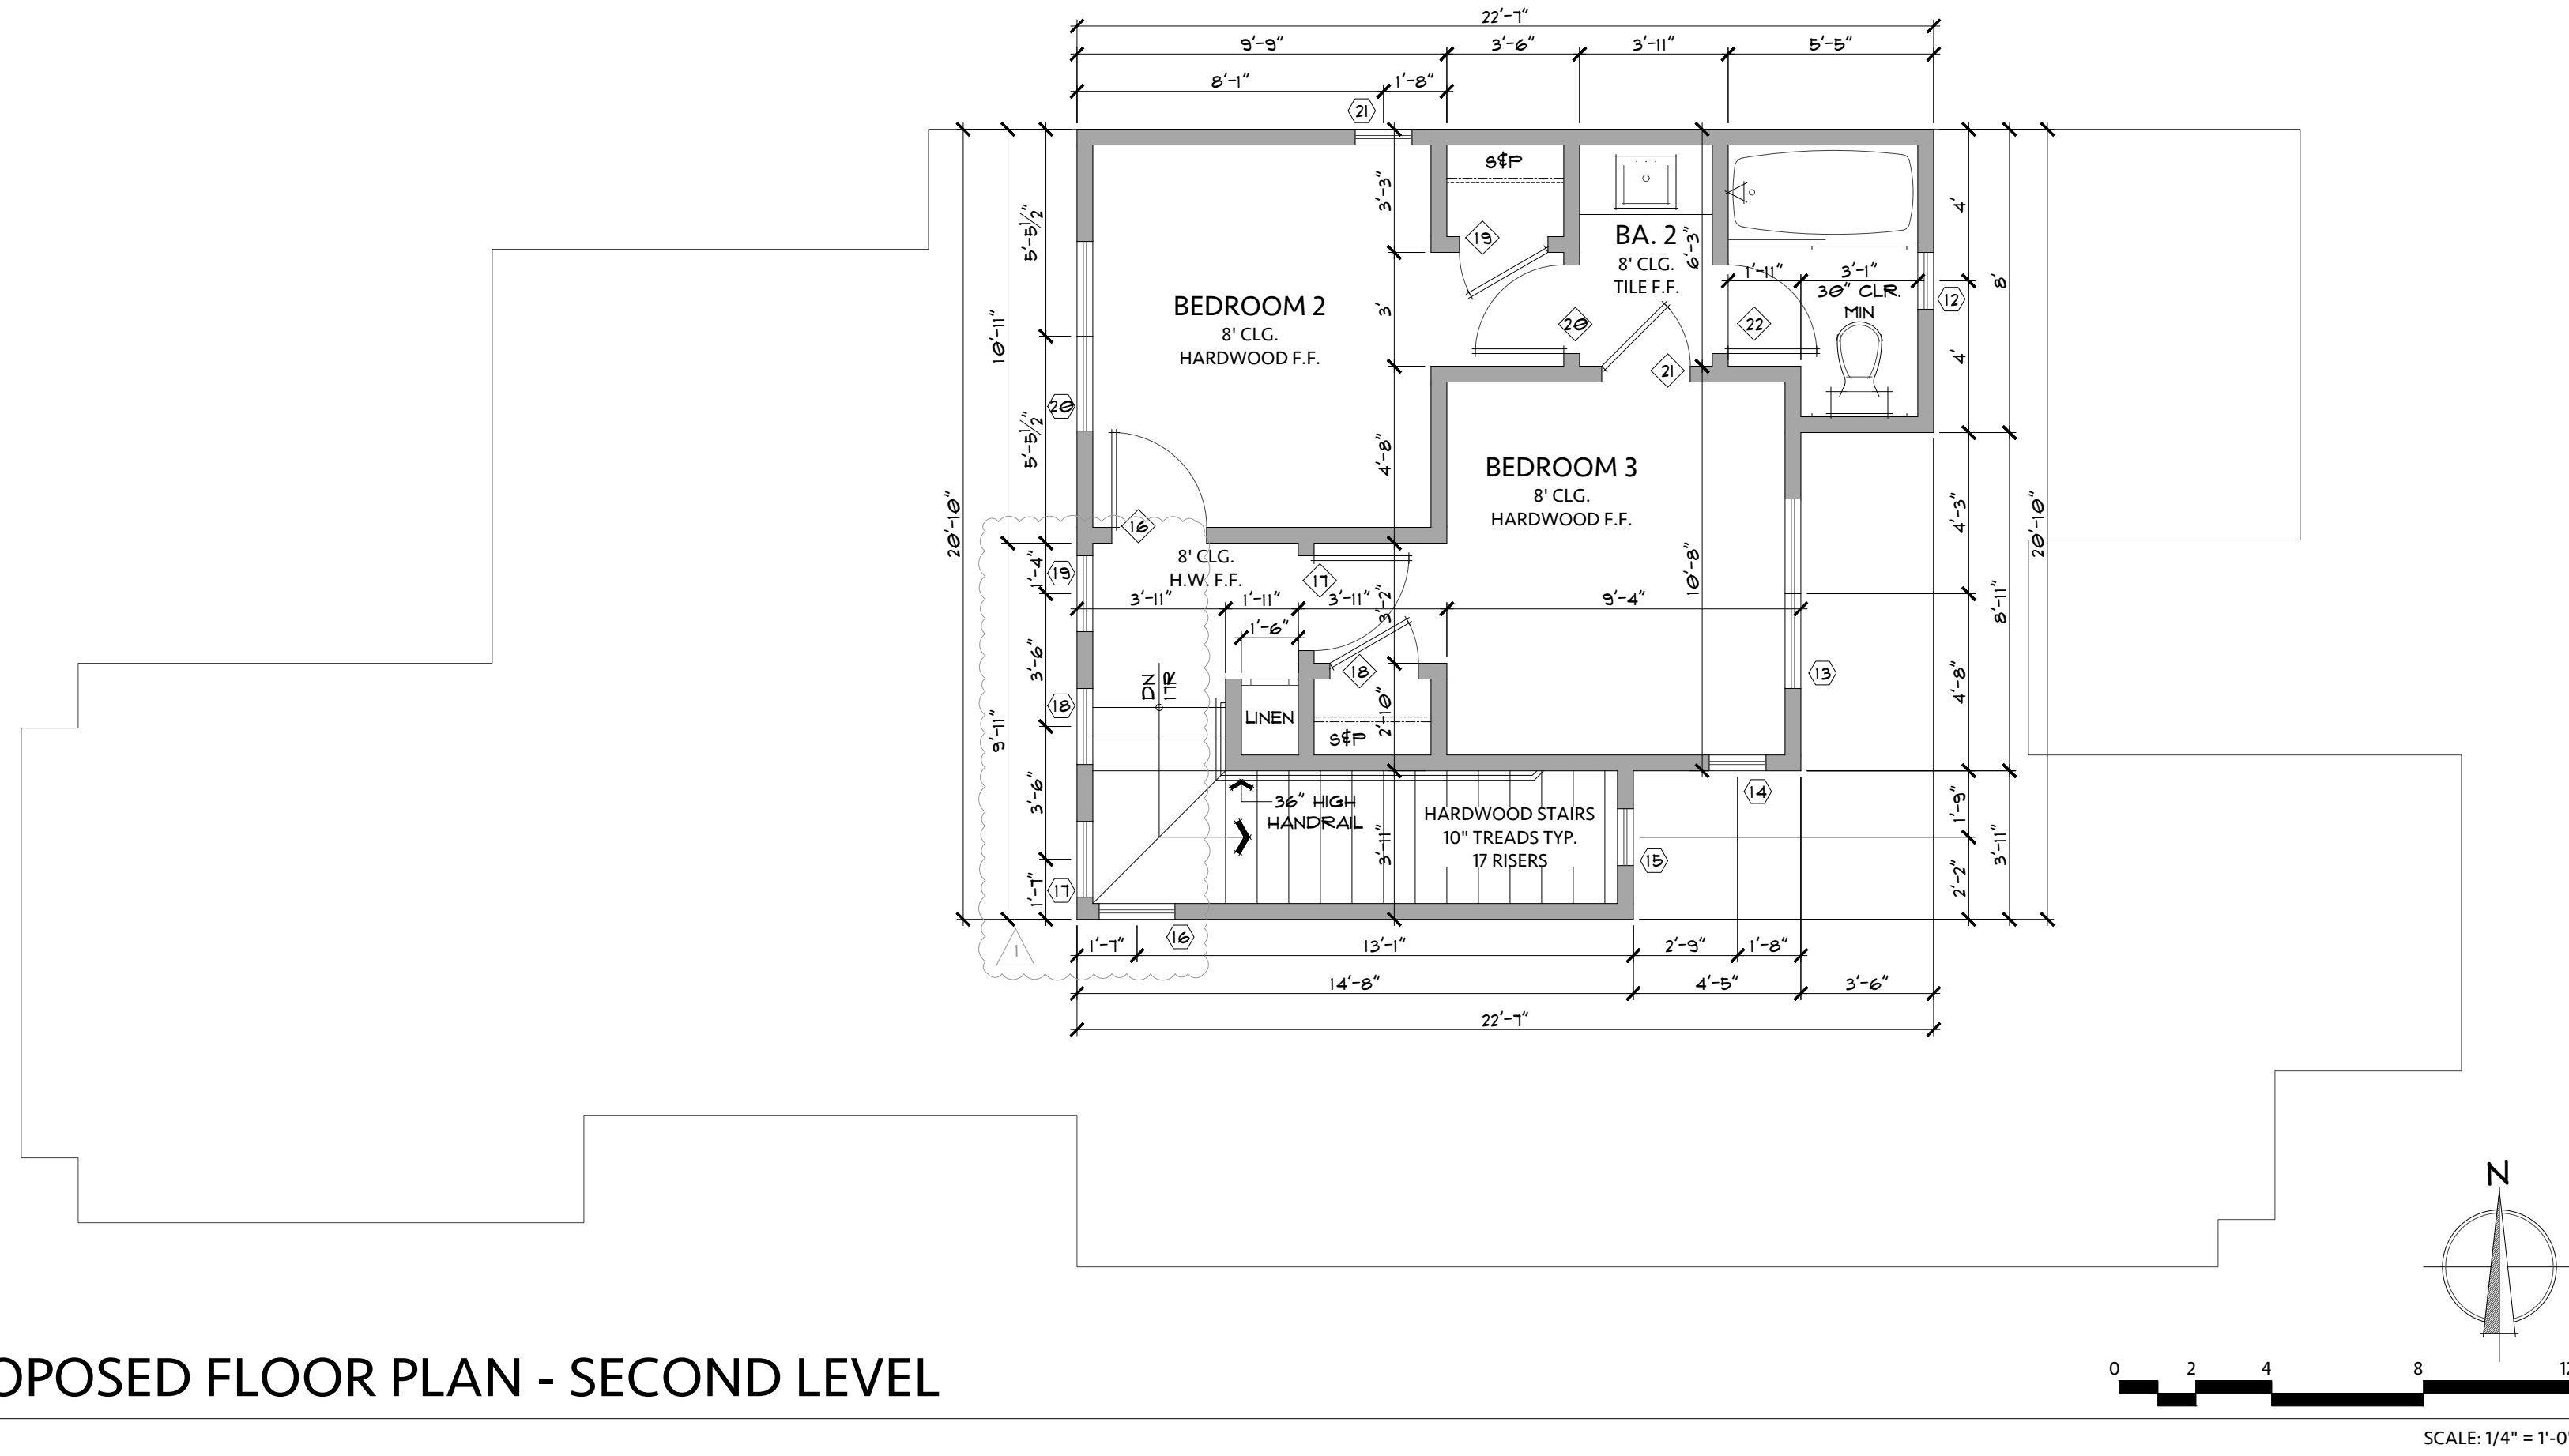 22'-7"
9'-9" 3'-6" 3'-11" 5'-5"
8'-1" 1'-8"
21
S&P
3'-3"
5'-5 1/2"
4'
19
BA. 2
8' CLG.
TILE F.F.
6'-3"
1'-11" 3'-1"
30" CLR.
MIN
12
8'
BEDROOM 2
8' CLG.
HARDWOOD F.F.
3'
10'-11"
20
22
21
4'
20
5'-5 1/2"
4'-8"
BEDROOM 3
8' CLG.
HARDWOOD F.F.
20'-10"
16
4'-3"
20'-10"
8' CLG.
H.W. F.F.
19
1'-4"
17
10'-8"
3'-11" 1'-11" 3'-11" 9'-4"
3'-2"
8'-11"
1'-6"
3'-6"
18
13
4'-8"
DN
17R
18
LINEN
2'-10"
S&P
9'-11"
3'-6"
36" HIGH
HANDRAIL
14
1'-9"
HARDWOOD STAIRS
10" TREADS TYP.
17 RISERS
3'-11"
15
3'-11"
2'-2"
1'-7"
17
16
1
1'-7" 13'-1" 2'-9" 1'-8"
14'-8" 4'-5" 3'-6"
22'-7"
N
OPOSED FLOOR PLAN - SECOND LEVEL
0 2 4 8 12
SCALE: 1/4" = 1'-0"